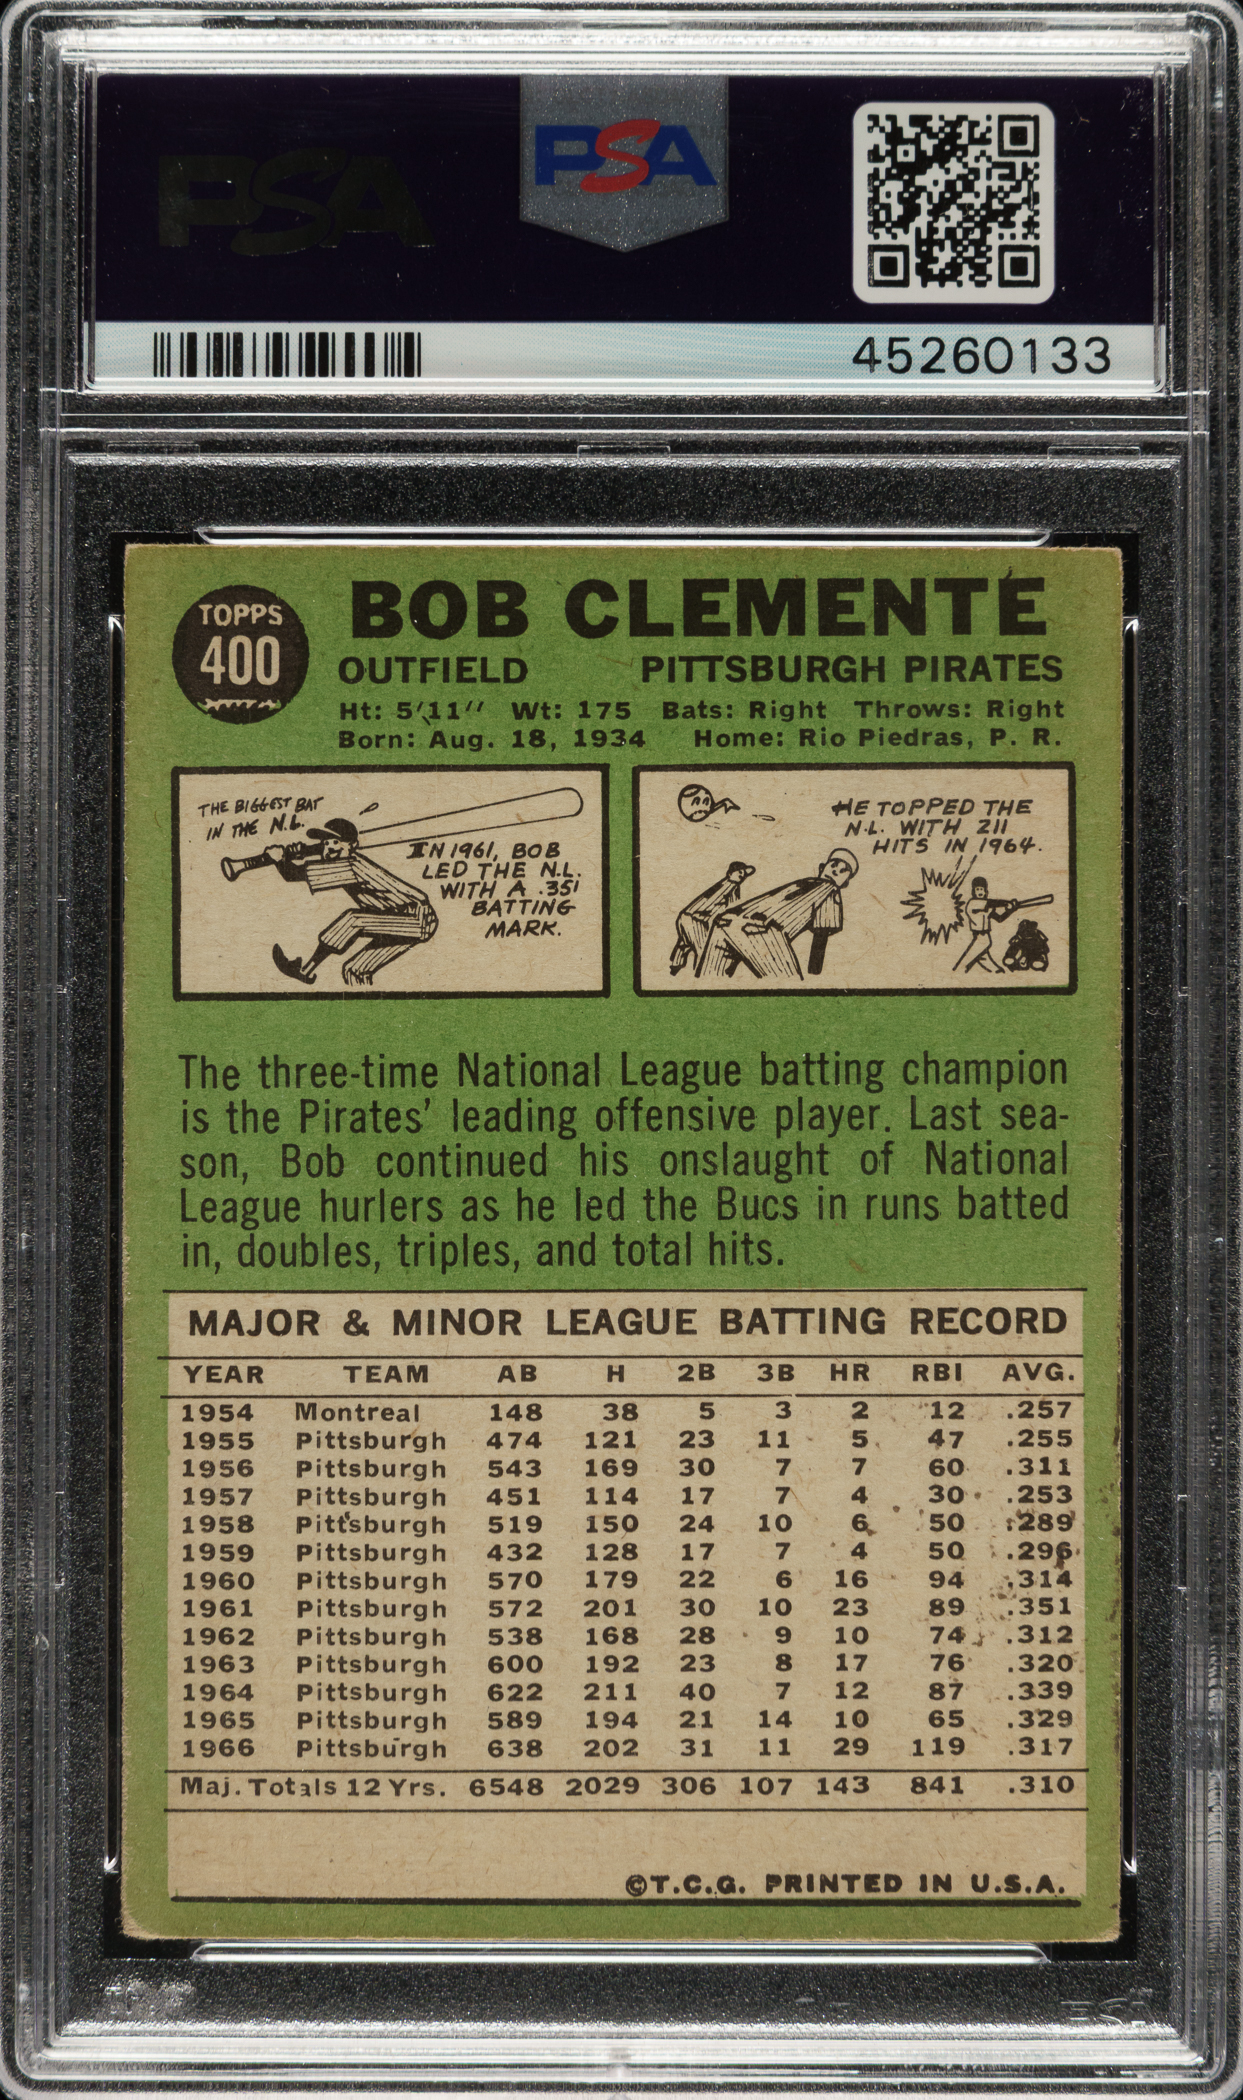 PSA
PSA
45260133
TOPPS
400
BOB CLEMENTE
OUTFIELD PITTSBURGH PIRATES
Ht: 5'11" Wt: 175 Bats: Right Throws: Right
Born: Aug. 18, 1934 Home: Rio Piedras, P. R.
THE BIGGEST BAT
IN THE N.L.
IN 1961, BOB
LED THE N.L.
WITH A .351
BATTING
MARK.
HE TOPPED THE
N.L. WITH 211
HITS IN 1964.
The three-time National League batting champion
is the Pirates' leading offensive player. Last sea-
son, Bob continued his onslaught of National
League hurlers as he led the Bucs in runs batted
in, doubles, triples, and total hits.
MAJOR & MINOR LEAGUE BATTING RECORD
YEAR TEAM AB H 2B 3B HR RBI AVG.
1954 Montreal 148 38 5 3 2 12 .257
1955 Pittsburgh 474 121 23 11 5 47 .255
1956 Pittsburgh 543 169 30 7 7 60 .311
1957 Pittsburgh 451 114 17 7 4 30 .253
1958 Pittsburgh 519 150 24 10 6 50 .289
1959 Pittsburgh 432 128 17 7 4 50 .296
1960 Pittsburgh 570 179 22 6 16 94 .314
1961 Pittsburgh 572 201 30 10 23 89 .351
1962 Pittsburgh 538 168 28 9 10 74 .312
1963 Pittsburgh 600 192 23 8 17 76 .320
1964 Pittsburgh 622 211 40 7 12 87 .339
1965 Pittsburgh 589 194 21 14 10 65 .329
1966 Pittsburgh 638 202 31 11 29 119 .317
Maj. Totals 12 Yrs. 6548 2029 306 107 143 841 .310
©T.C.G. PRINTED IN U.S.A.